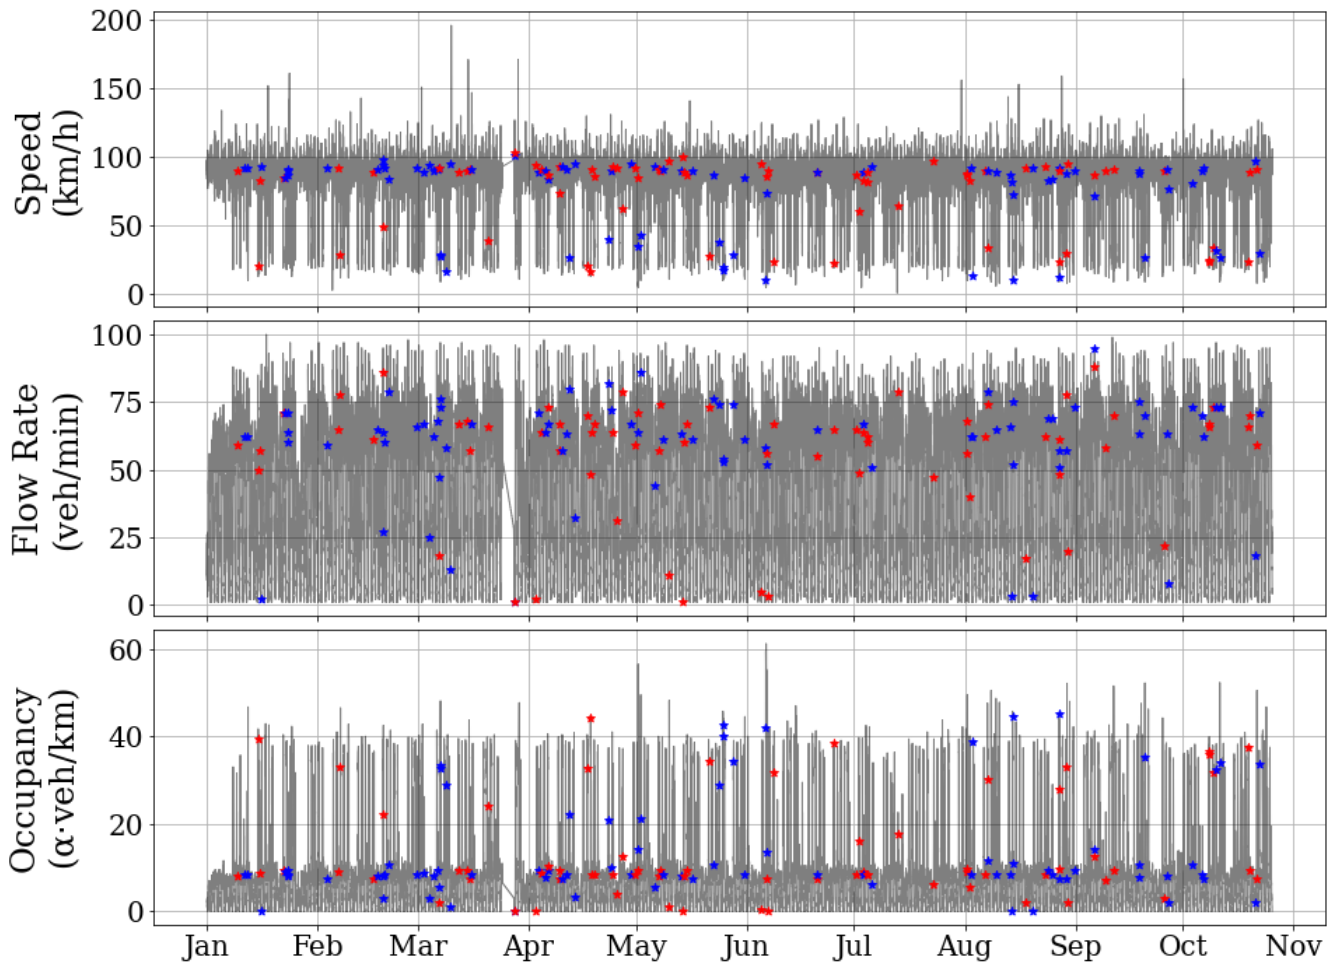 200
150
100
50
0
Speed
(km/h)
100
75
50
25
0
Flow Rate
(veh/min)
60
40
20
0
Occupancy
(α·veh/km)
Jan Feb Mar Apr May Jun Jul Aug Sep Oct Nov